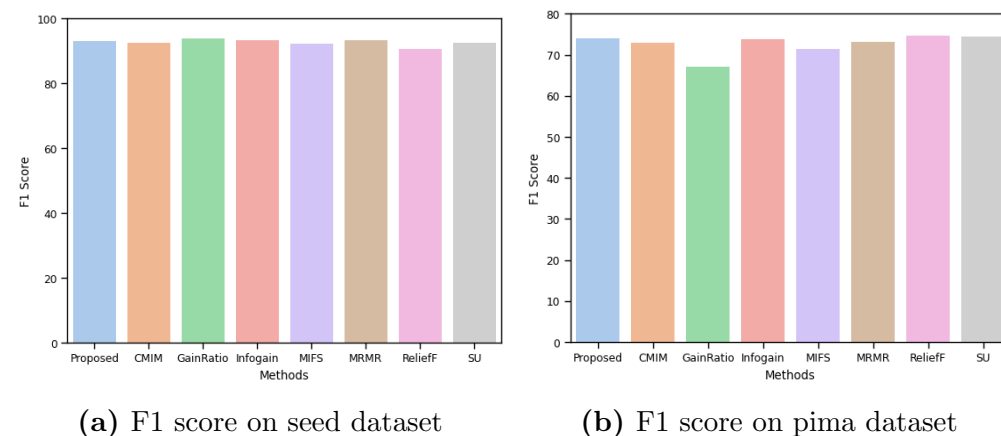 100
80
60
40
20
0
F1 Score
Proposed CMIM GainRatio Infogain MIFS MRMR ReliefF SU
Methods
(a) F1 score on seed dataset
80
70
60
50
40
30
20
10
0
F1 Score
Proposed CMIM GainRatio Infogain MIFS MRMR ReliefF SU
Methods
(b) F1 score on pima dataset